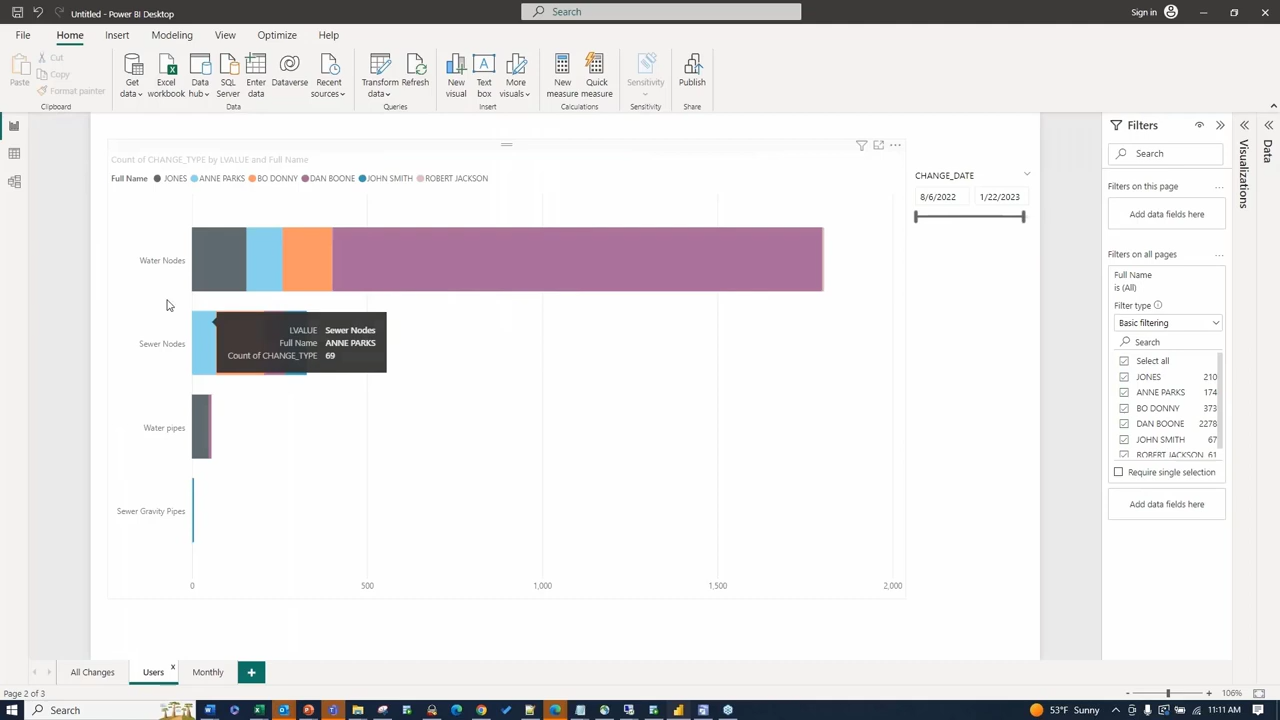 Untitled - Power BI Desktop
Search
Sign in
File
Home
Insert
Modeling
View
Optimize
Help
Paste
Cut
Copy
Format painter
Clipboard
Get data
Excel workbook
Data hub
SQL Server
Enter data
Dataverse
Recent sources
Data
Transform data
Refresh
Queries
New visual
Text box
More visuals
Insert
New measure
Quick measure
Calculations
Sensitivity
Sensitivity
Publish
Share
Count of CHANGE_TYPE by LVALUE and Full Name
Full Name JONES ANNE PARKS BO DONNY DAN BOONE JOHN SMITH ROBERT JACKSON
Water Nodes
Sewer Nodes
Water pipes
Sewer Gravity Pipes
LVALUE Sewer Nodes
Full Name ANNE PARKS
Count of CHANGE_TYPE 69
0 500 1,000 1,500 2,000
CHANGE_DATE
8/6/2022 1/22/2023
Filters
Search
Filters on this page ...
Add data fields here
Filters on all pages ...
Full Name
is (All)
Filter type
Basic filtering
Search
Select all
JONES 210
ANNE PARKS 174
BO DONNY 373
DAN BOONE 2278
JOHN SMITH 67
ROBERT JACKSON 61
Require single selection
Add data fields here
Visualizations
Data
All Changes
Users x
Monthly
+
Page 2 of 3
- + 106%
Search
53°F Sunny
11:11 AM